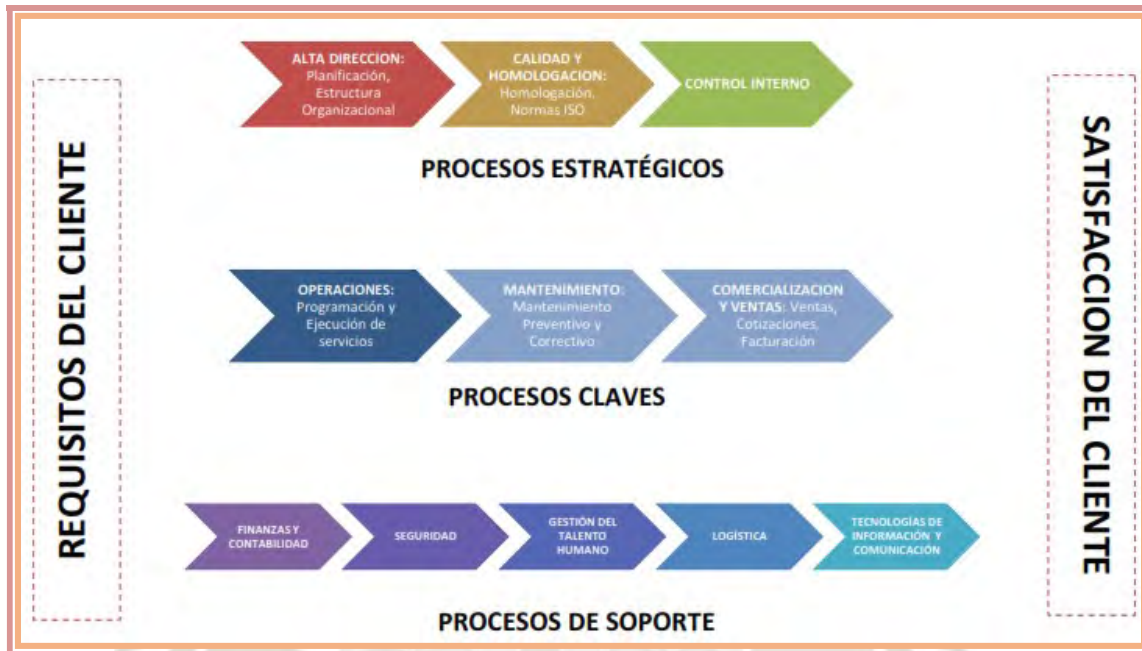 REQUISITOS DEL CLIENTE
ALTA DIRECCION:
Planificación,
Estructura
Organizacional
CALIDAD Y
HOMOLOGACION:
Homologación.
Normas ISO
CONTROL INTERNO
PROCESOS ESTRATÉGICOS
OPERACIONES:
Programación y
Ejecución de
servicios
MANTENIMIENTO:
Mantenimiento
Preventivo y
Correctivo
COMERCIALIZACION
Y VENTAS: Ventas,
Cotizaciones,
Facturación
PROCESOS CLAVES
FINANZAS Y
CONTABILIDAD
SEGURIDAD
GESTIÓN DEL
TALENTO
HUMANO
LOGÍSTICA
TECNOLOGÍAS DE
INFORMACIÓN Y
COMUNICACIÓN
PROCESOS DE SOPORTE
SATISFACCION DEL CLIENTE